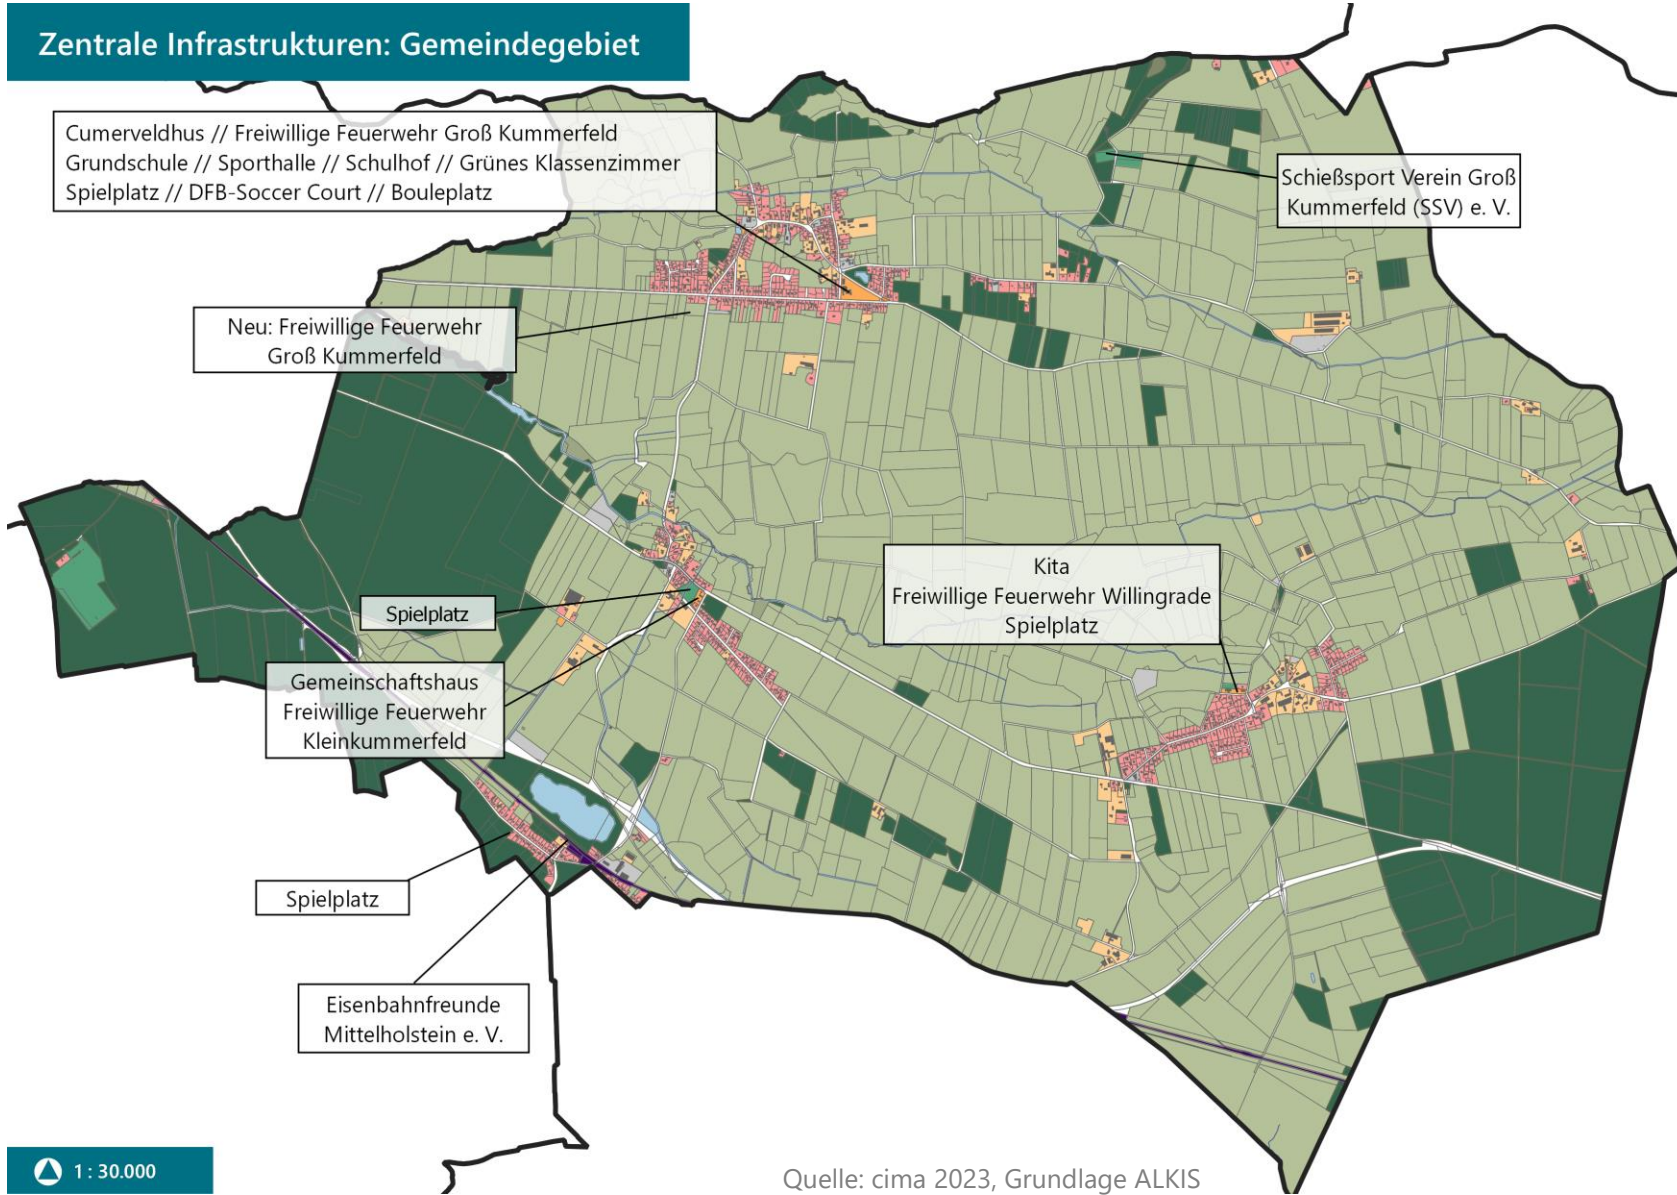 Zentrale Infrastrukturen: Gemeindegebiet
Cumerveldhus // Freiwillige Feuerwehr Groß Kummerfeld
Grundschule // Sporthalle // Schulhof // Grünes Klassenzimmer
Spielplatz // DFB-Soccer Court // Bouleplatz
Schießsport Verein Groß
Kummerfeld (SSV) e. V.
Neu: Freiwillige Feuerwehr
Groß Kummerfeld
Kita
Freiwillige Feuerwehr Willingrade
Spielplatz
Spielplatz
Gemeinschaftshaus
Freiwillige Feuerwehr
Kleinkummerfeld
Spielplatz
Eisenbahnfreunde
Mittelholstein e. V.
1 : 30.000
Quelle: cima 2023, Grundlage ALKIS